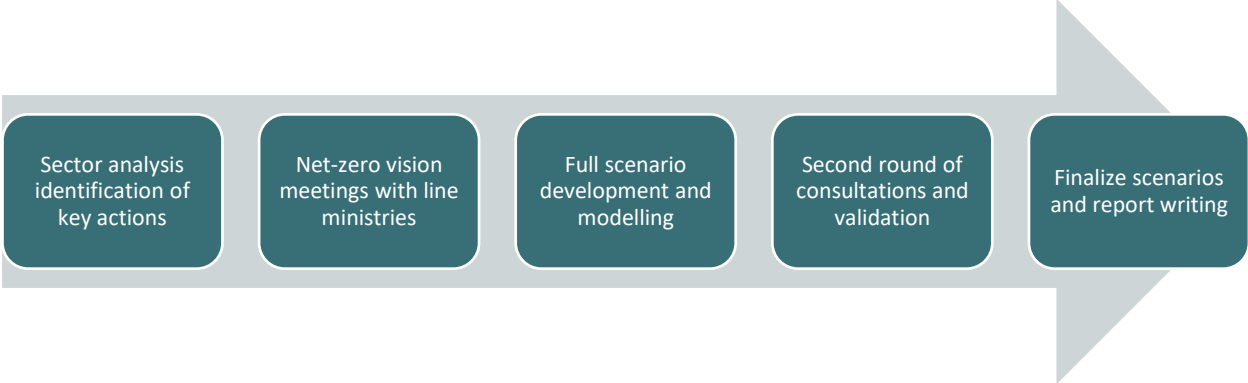 Sector analysis
identification of
key actions
Net-zero vision
meetings with line
ministries
Full scenario
development and
modelling
Second round of
consultations and
validation
Finalize scenarios
and report writing